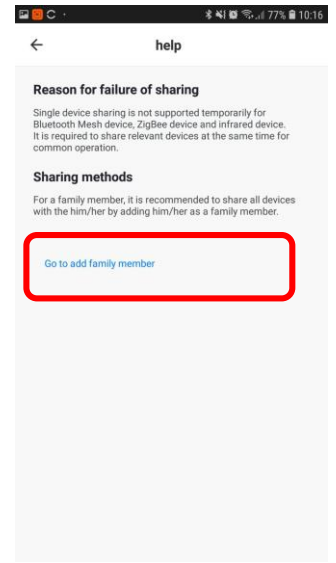 77% 10:16
help
Reason for failure of sharing
Single device sharing is not supported temporarily for
Bluetooth Mesh device, ZigBee device and infrared device.
It is required to share relevant devices at the same time for
common operation.
Sharing methods
For a family member, it is recommended to share all devices
with the him/her by adding him/her as a family member.
Go to add family member